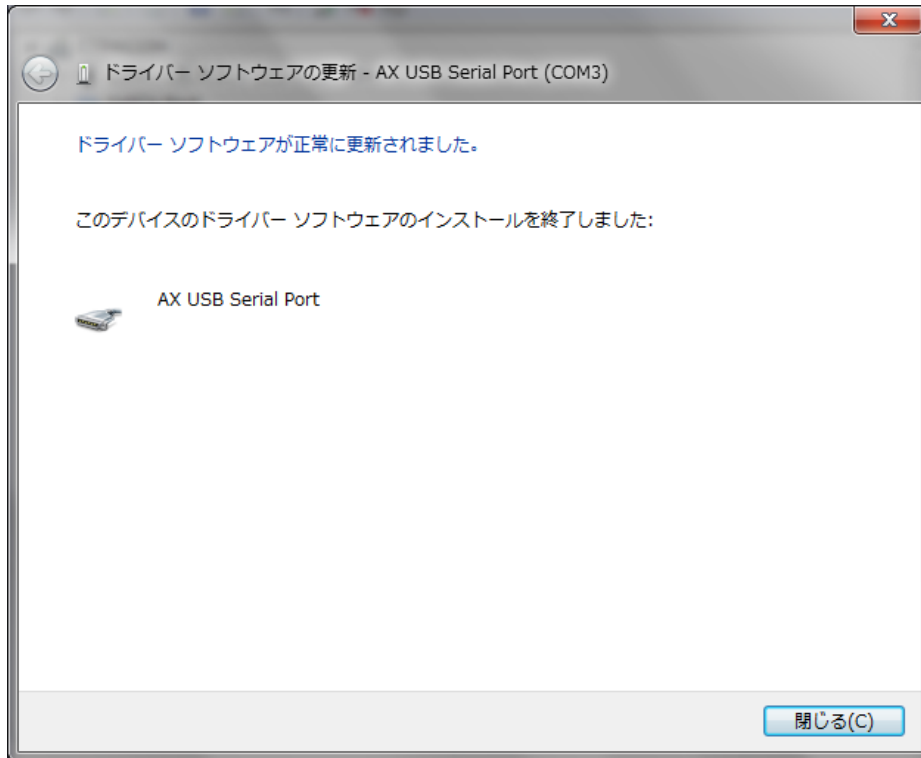 ドライバー ソフトウェアの更新 - AX USB Serial Port (COM3)
ドライバー ソフトウェアが正常に更新されました。
このデバイスのドライバー ソフトウェアのインストールを終了しました:
AX USB Serial Port
閉じる(C)